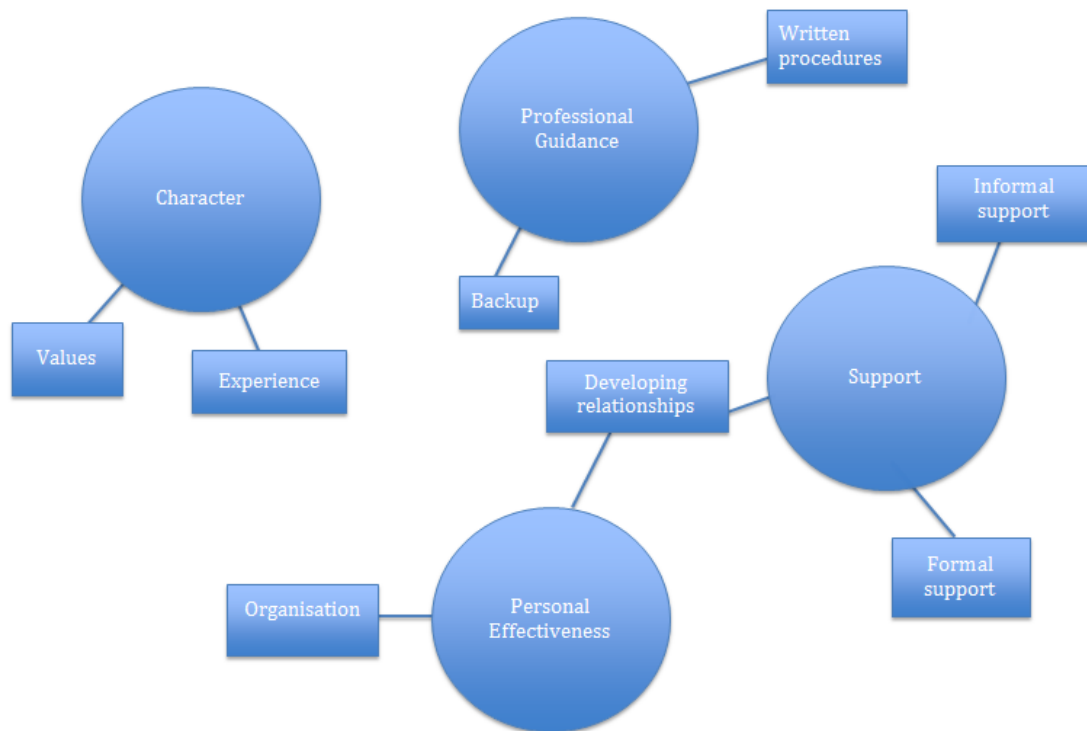 Written
procedures
Professional
Guidance
Character
Informal
support
Backup
Values
Experience
Developing
relationships
Support
Formal
support
Organisation
Personal
Effectiveness